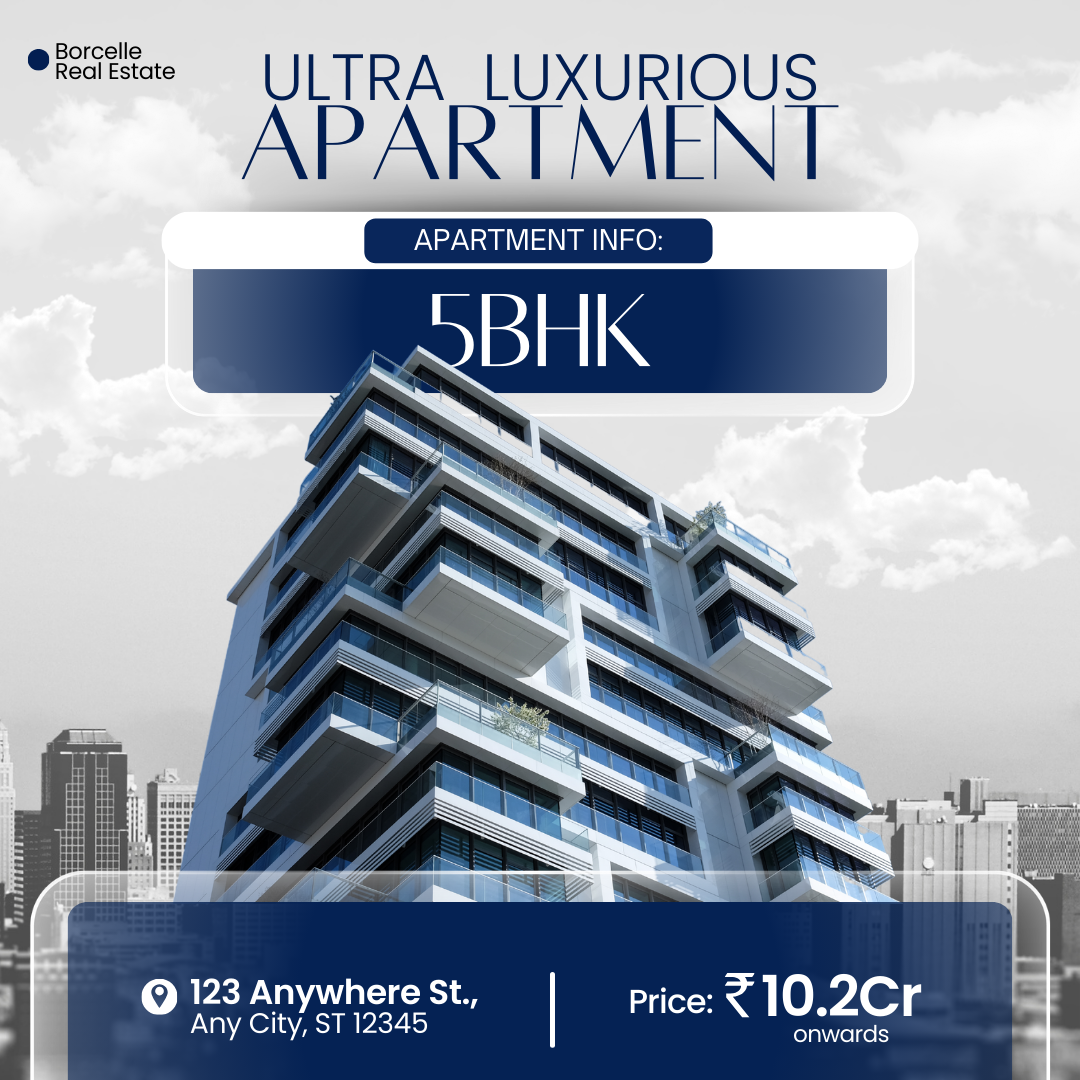 Borcelle
Real Estate
ULTRA LUXURIOUS
APARTMENT
APARTMENT INFO:
5BHK
123 Anywhere St.,
Any City, ST 12345
Price: ₹10.2Cr
onwards